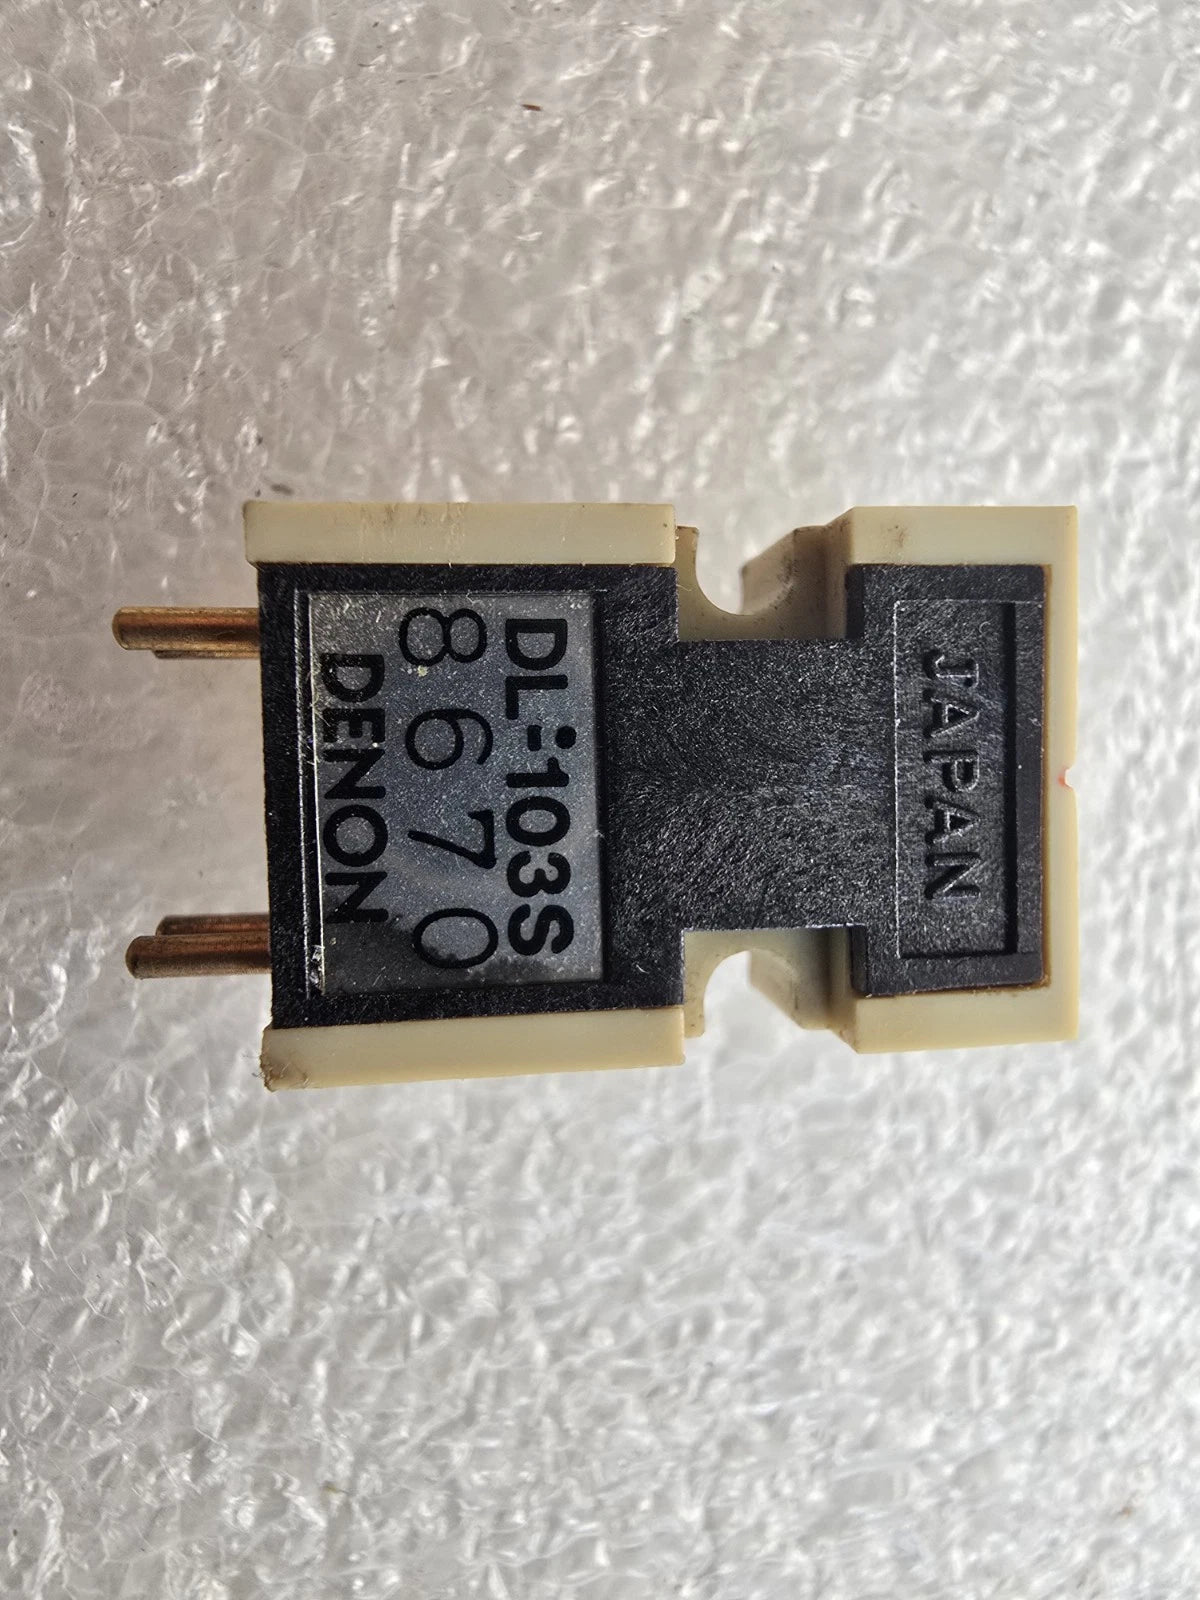 DL-103S
8670
DENON
JAPAN